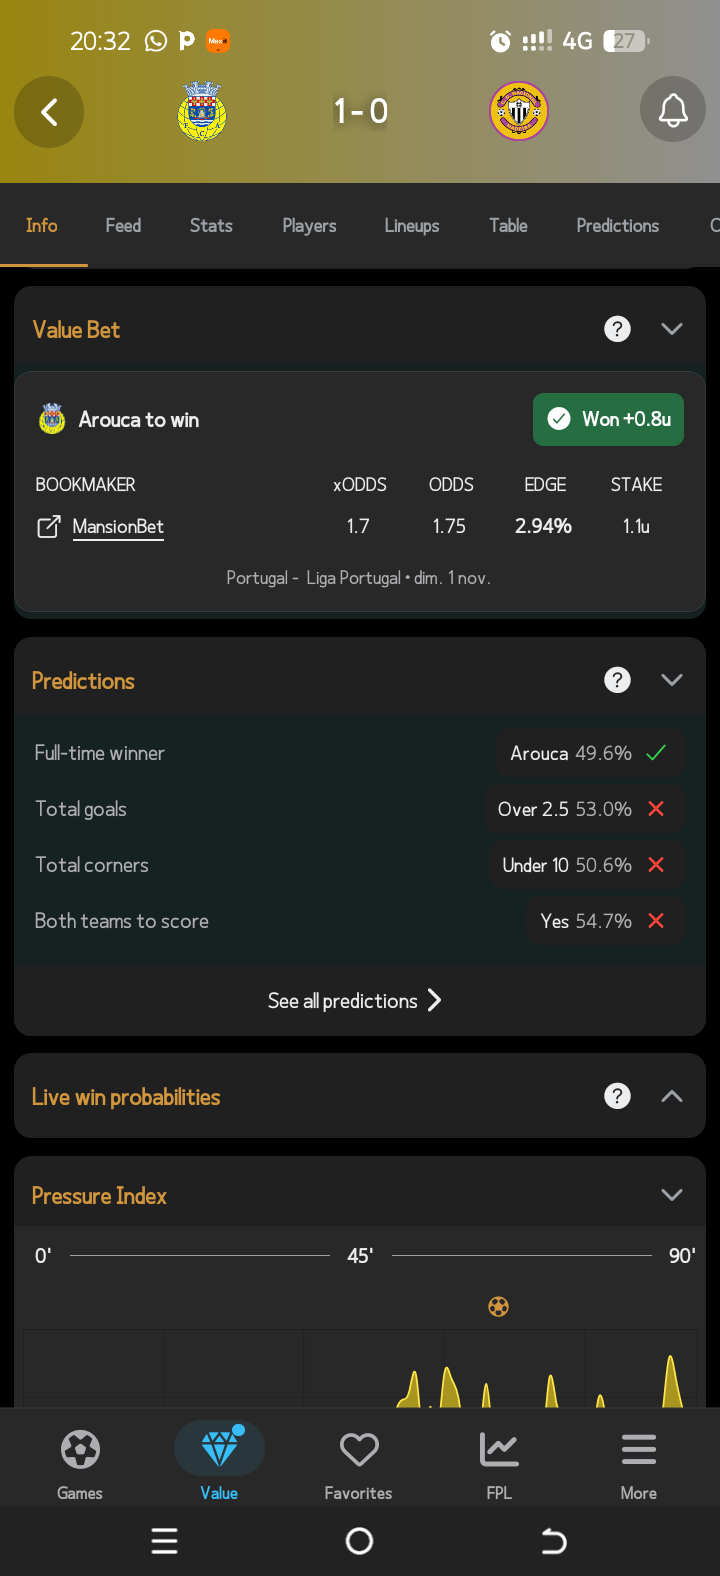 20:32 4G 27
1 - 0
Info Feed Stats Players Lineups Table Predictions
Value Bet ?
Arouca to win Won +0.8u
BOOKMAKER xODDS ODDS EDGE STAKE
MansionBet 1.7 1.75 2.94% 1.1u
Portugal - Liga Portugal • dim. 1 nov.
Predictions ?
Full-time winner Arouca 49.6%
Total goals Over 2.5 53.0%
Total corners Under 10 50.6%
Both teams to score Yes 54.7%
See all predictions
Live win probabilities ?
Pressure Index
0' 45' 90'
Games Value Favorites FPL More